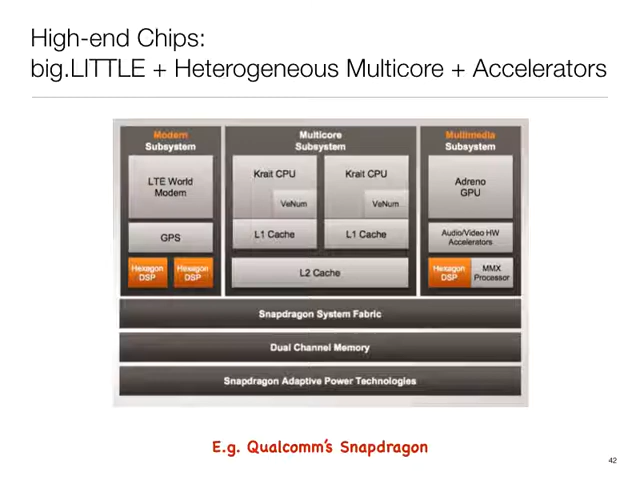 High-end Chips:
big.LITTLE + Heterogeneous Multicore + Accelerators
Modem
Subsystem
LTE World
Modem
GPS
Hexagon
DSP
Hexagon
DSP
Multicore
Subsystem
Krait CPU
VeNum
L1 Cache
Krait CPU
VeNum
L1 Cache
L2 Cache
Multimedia
Subsystem
Adreno
GPU
Audio/Video HW
Accelerators
Hexagon
DSP
MMX
Processor
Snapdragon System Fabric
Dual Channel Memory
Snapdragon Adaptive Power Technologies
E.g. Qualcomm's Snapdragon
42